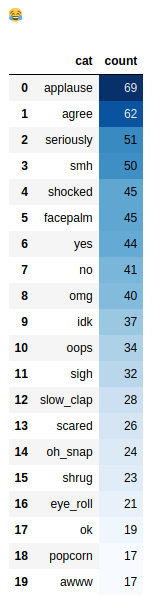 😂
cat count
0 applause 69
1 agree 62
2 seriously 51
3 smh 50
4 shocked 45
5 facepalm 45
6 yes 44
7 no 41
8 omg 40
9 idk 37
10 oops 34
11 sigh 32
12 slow_clap 28
13 scared 26
14 oh_snap 24
15 shrug 23
16 eye_roll 21
17 ok 19
18 popcorn 17
19 awww 17